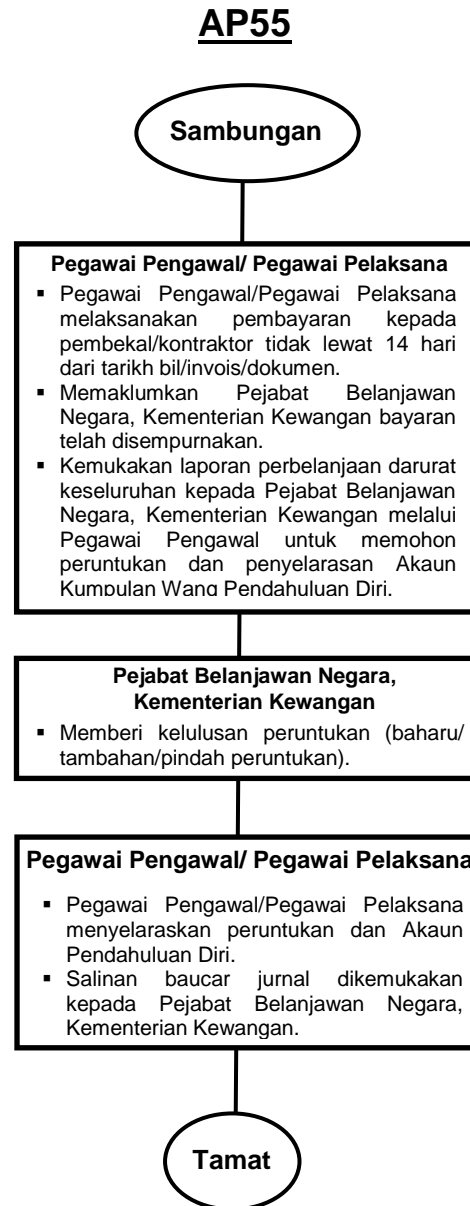 AP55
Sambungan
Pegawai Pengawal/ Pegawai Pelaksana
▪ Pegawai Pengawal/Pegawai Pelaksana
melaksanakan pembayaran kepada
pembekal/kontraktor tidak lewat 14 hari
dari tarikh bil/invois/dokumen.
▪ Memaklumkan Pejabat Belanjawan
Negara, Kementerian Kewangan bayaran
telah disempurnakan.
▪ Kemukakan laporan perbelanjaan darurat
keseluruhan kepada Pejabat Belanjawan
Negara, Kementerian Kewangan melalui
Pegawai Pengawal untuk memohon
peruntukan dan penyelarasan Akaun
Kumpulan Wang Pendahuluan Diri.
Pejabat Belanjawan Negara,
Kementerian Kewangan
▪ Memberi kelulusan peruntukan (baharu/
tambahan/pindah peruntukan).
Pegawai Pengawal/ Pegawai Pelaksana
▪ Pegawai Pengawal/Pegawai Pelaksana
menyelaraskan peruntukan dan Akaun
Pendahuluan Diri.
▪ Salinan baucar jurnal dikemukakan
kepada Pejabat Belanjawan Negara,
Kementerian Kewangan.
Tamat